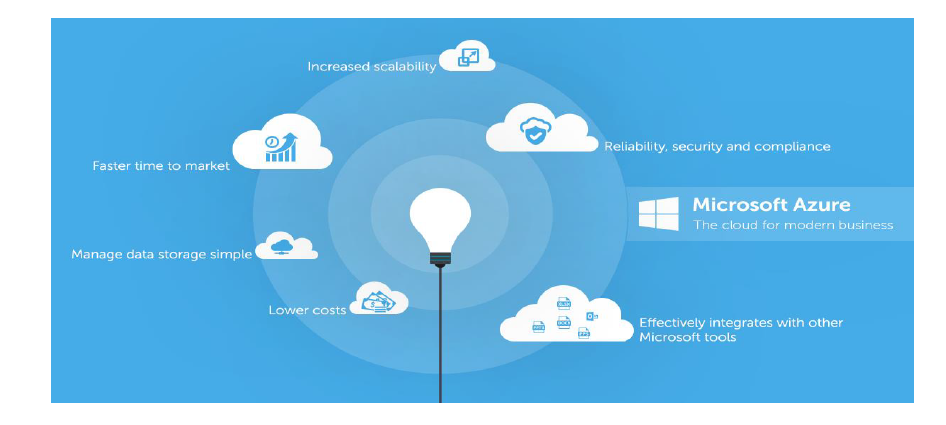 Increased scalability
Reliability, security and compliance
Faster time to market
Microsoft Azure
The cloud for modern business
Manage data storage simple
Lower costs
Effectively integrates with other
Microsoft tools